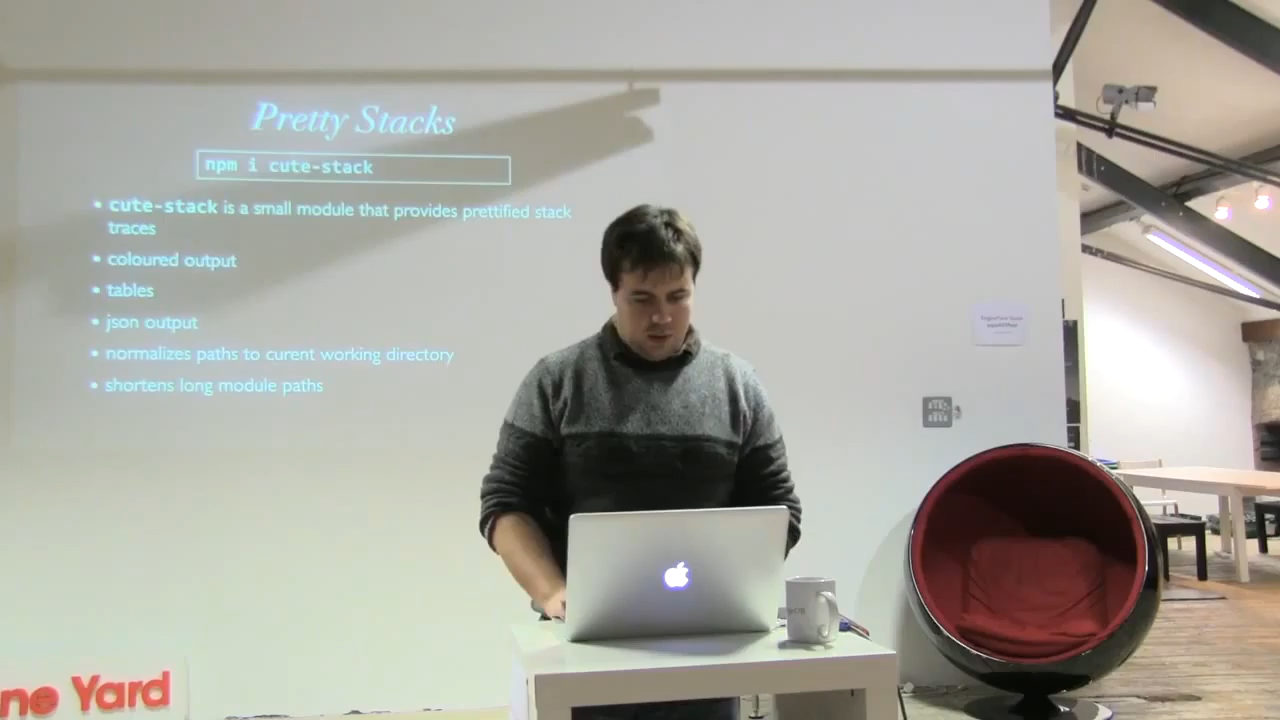 Pretty Stacks
npm i cute-stack
• cute-stack is a small module that provides prettified stack
traces
• coloured output
• tables
• json output
• normalizes paths to curent working directory
• shortens long module paths
ne Yard